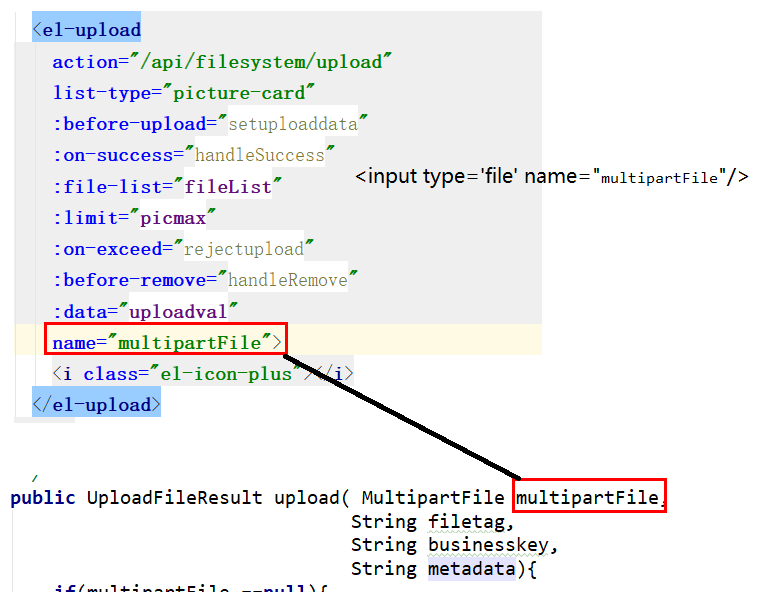 <el-upload
action="/api/filesystem/upload"
list-type="picture-card"
:before-upload="setuploaddata"
:on-success="handleSuccess"
:file-list="fileList"
<input type='file' name="multipartFile"/>
:limit="picmax"
:on-exceed="rejectupload"
:before-remove="handleRemove"
:data="uploadval"
name="multipartFile">
<i class="el-icon-plus"></i>
</el-upload>
/
public UploadFileResult upload( MultipartFile multipartFile,
String filetag,
String businesskey,
String metadata){
if(multipartFile ==null){